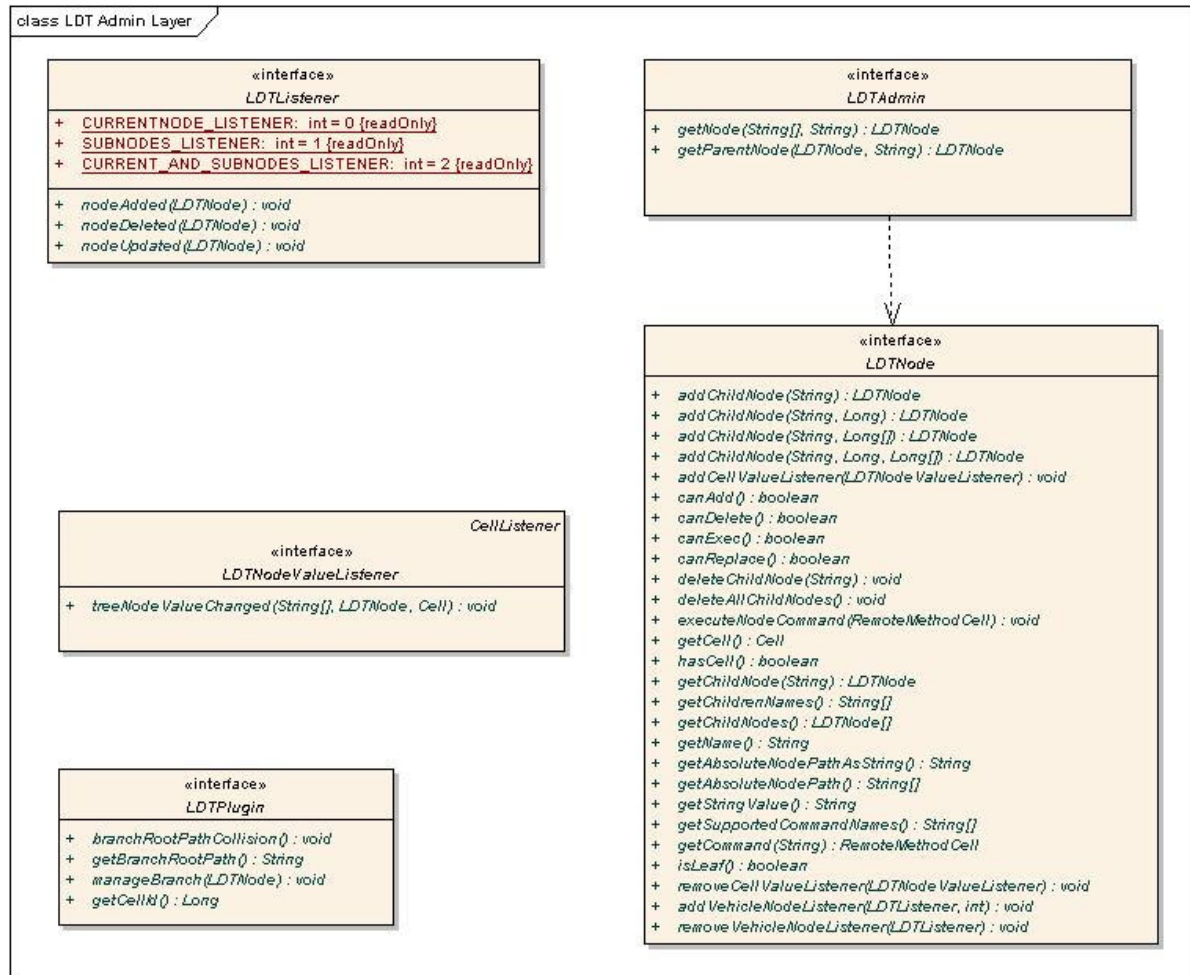 class LDT Admin Layer
«interface»
LDTListener
+ CURRENTNODE_LISTENER: int = 0 {readOnly}
+ SUBNODES_LISTENER: int = 1 {readOnly}
+ CURRENT_AND_SUBNODES_LISTENER: int = 2 {readOnly}
+ nodeAdded(LDTNode) : void
+ nodeDeleted(LDTNode) : void
+ nodeUpdated(LDTNode) : void
«interface»
LDTAdmin
+ getNode(String[], String) : LDTNode
+ getParentNode(LDTNode, String) : LDTNode
«interface»
LDTNode
+ addChildNode(String) : LDTNode
+ addChildNode(String, Long) : LDTNode
+ addChildNode(String, Long[]) : LDTNode
+ addChildNode(String, Long, Long[]) : LDTNode
+ addCellValueListener(LDTNodeValueListener) : void
+ canAdd() : boolean
+ canDelete() : boolean
+ canExec() : boolean
+ canReplace() : boolean
+ deleteChildNode(String) : void
+ deleteAllChildNodes() : void
+ executeNodeCommand(RemoteMethodCell) : void
+ getCell() : Cell
+ hasCell() : boolean
+ getChildNode(String) : LDTNode
+ getChildrenNames() : String[]
+ getChildNodes() : LDTNode[]
+ getName() : String
+ getAbsoluteNodePathAsString() : String
+ getAbsoluteNodePath() : String[]
+ getStringValue() : String
+ getSupportedCommandNames() : String[]
+ getCommand(String) : RemoteMethodCell
+ isLeaf() : boolean
+ removeCellValueListener(LDTNodeValueListener) : void
+ addVehicleNodeListener(LDTListener, int) : void
+ removeVehicleNodeListener(LDTListener) : void
CellListener
«interface»
LDTNodeValueListener
+ treeNodeValueChanged(String[], LDTNode, Cell) : void
«interface»
LDTPlugin
+ branchRootPathCollision() : void
+ getBranchRootPath() : String
+ manageBranch(LDTNode) : void
+ getCellId() : Long